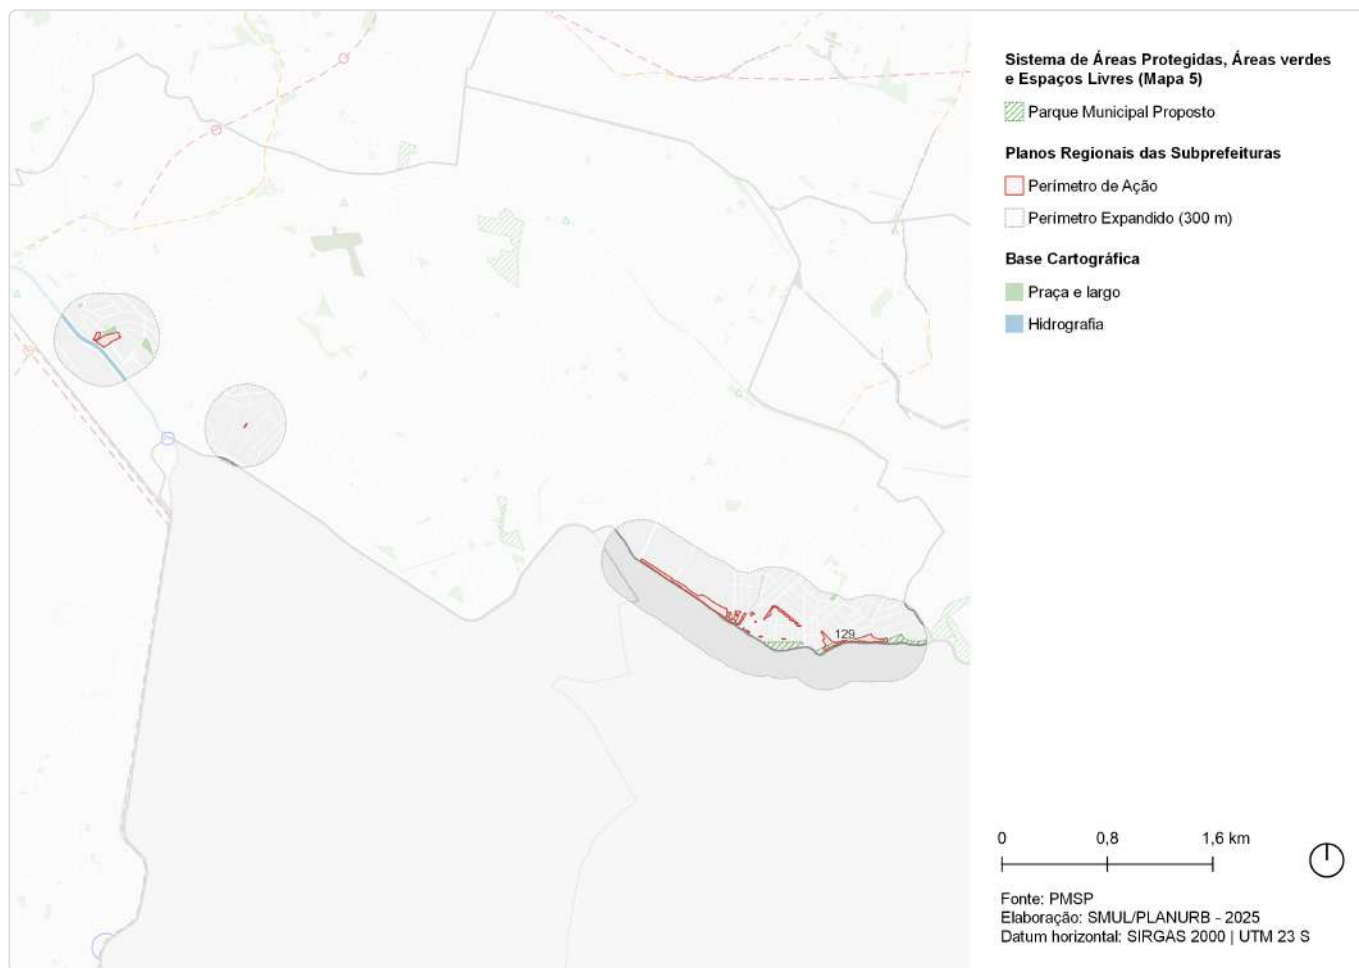 Sistema de Áreas Protegidas, Áreas verdes
e Espaços Livres (Mapa 5)
Parque Municipal Proposto
Planos Regionais das Subprefeituras
Perímetro de Ação
Perímetro Expandido (300 m)
Base Cartográfica
Praça e largo
Hidrografia
129
0 0,8 1,6 km
Fonte: PMSP
Elaboração: SMUL/PLANURB - 2025
Datum horizontal: SIRGAS 2000 | UTM 23 S